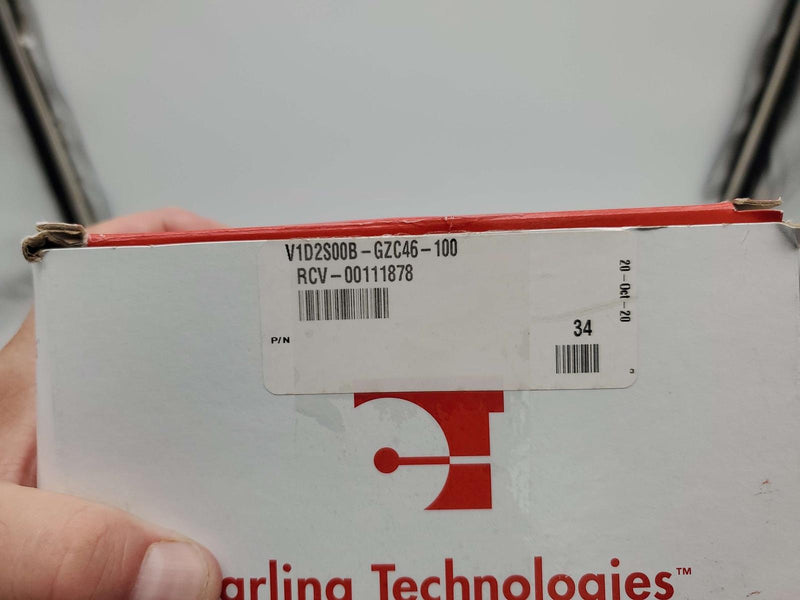 V1D2S00B-GZC46-100
RCV-00111878
P/N
34
20-Oct-20
arling Technologies™